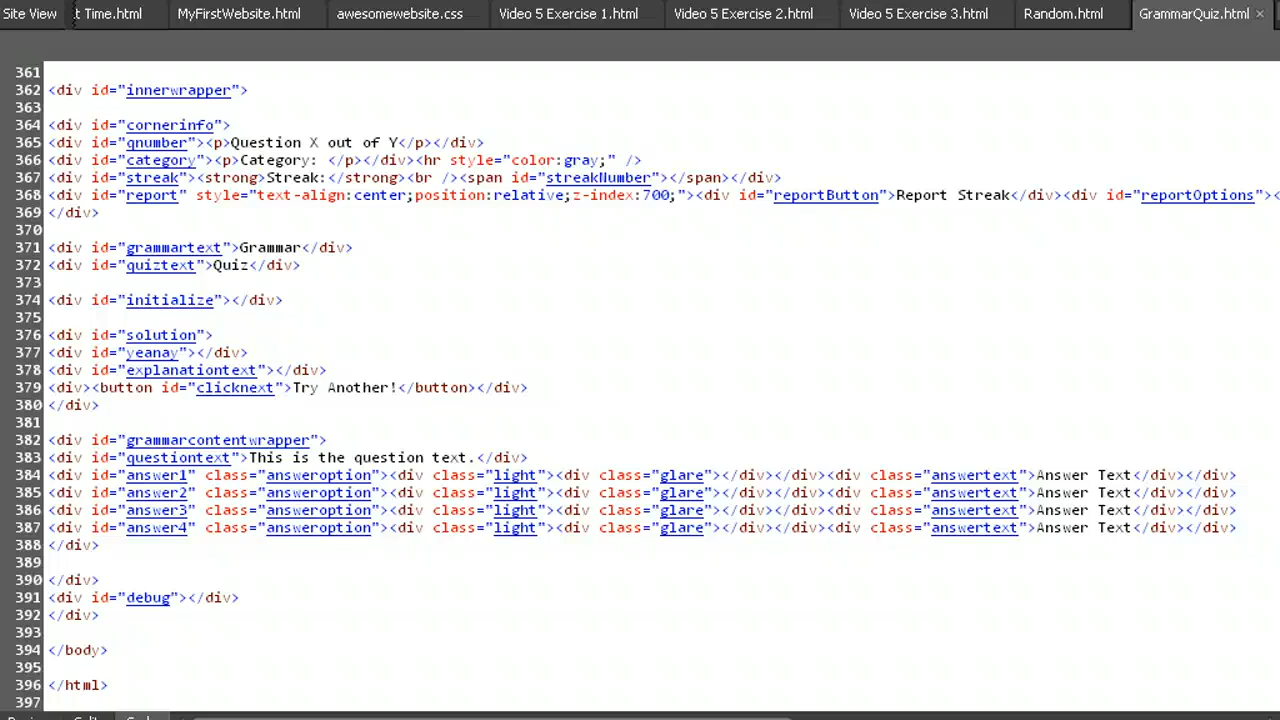 Site View
t Time.html
MyFirstWebsite.html
awesomewebsite.css
Video 5 Exercise 1.html
Video 5 Exercise 2.html
Video 5 Exercise 3.html
Random.html
GrammarQuiz.html ×
361
362 <div id="innerwrapper">
363
364 <div id="cornerinfo">
365 <div id="qnumber"><p>Question X out of Y</p></div>
366 <div id="category"><p>Category: </p></div><hr style="color:gray;" />
367 <div id="streak"><strong>Streak:</strong><br /><span id="streakNumber"></span></div>
368 <div id="report" style="text-align:center;position:relative;z-index:700;"><div id="reportButton">Report Streak</div><div id="reportOptions"><
369 </div>
370
371 <div id="grammartext">Grammar</div>
372 <div id="quiztext">Quiz</div>
373
374 <div id="initialize"></div>
375
376 <div id="solution">
377 <div id="yeanay"></div>
378 <div id="explanationtext"></div>
379 <div><button id="clicknext">Try Another!</button></div>
380 </div>
381
382 <div id="grammarcontentwrapper">
383 <div id="questiontext">This is the question text.</div>
384 <div id="answer1" class="answeroption"><div class="light"><div class="glare"></div></div><div class="answertext">Answer Text</div></div>
385 <div id="answer2" class="answeroption"><div class="light"><div class="glare"></div></div><div class="answertext">Answer Text</div></div>
386 <div id="answer3" class="answeroption"><div class="light"><div class="glare"></div></div><div class="answertext">Answer Text</div></div>
387 <div id="answer4" class="answeroption"><div class="light"><div class="glare"></div></div><div class="answertext">Answer Text</div></div>
388 </div>
389
390 </div>
391 <div id="debug"></div>
392 </div>
393
394 </body>
395
396 </html>
397